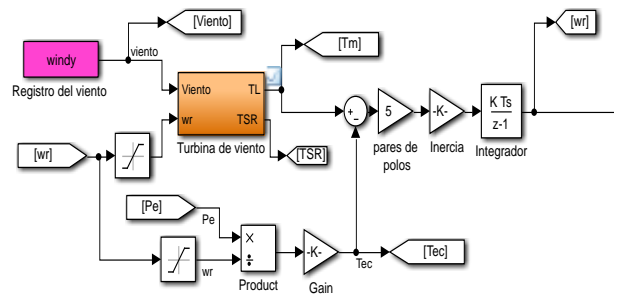 [Viento]
[wr]
[Tm]
windy
viento
Registro del viento
Viento
TL
wr
TSR
Turbina de viento
[TSR]
+
−
5
pares de
polos
-K-
Inercia
K Ts
z-1
Integrador
[wr]
[Pe]
Pe
wr
×
÷
Product
-K-
Gain
Tec
[Tec]